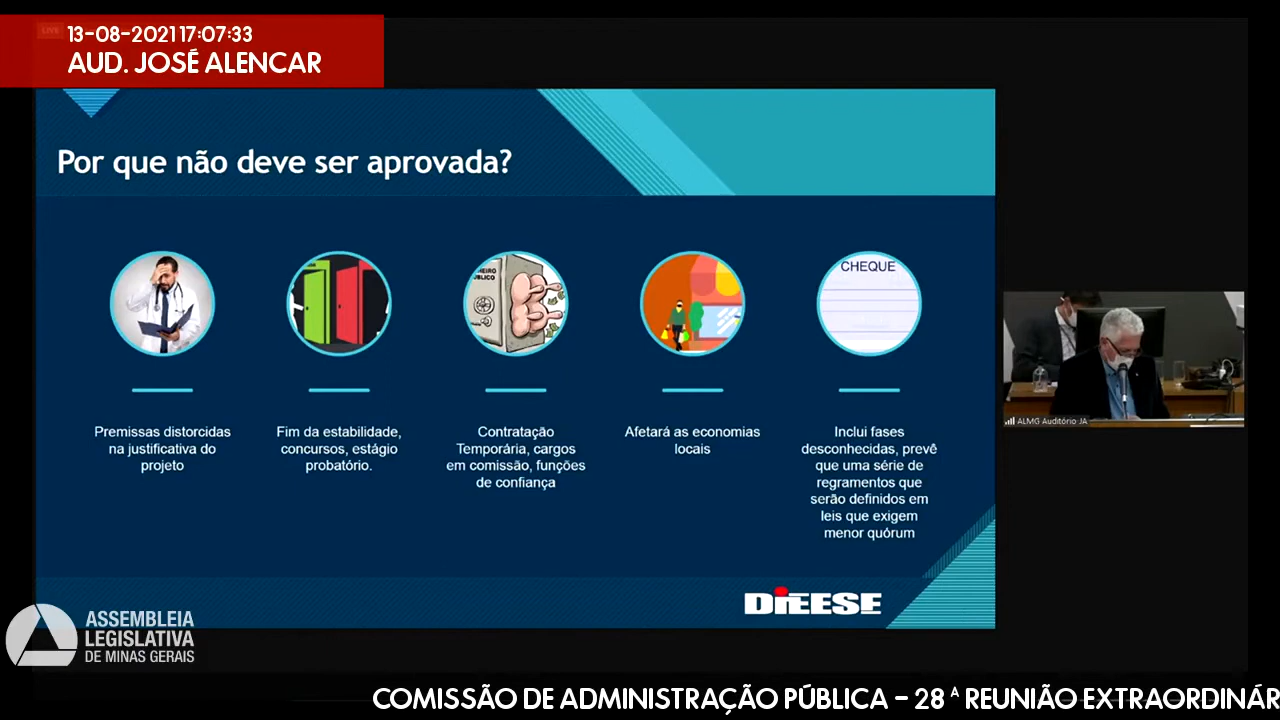 LIVE
13-08-2021 17:07:33
AUD. JOSÉ ALENCAR
Por que não deve ser aprovada?
CHEQUE
Premissas distorcidas
na justificativa do
projeto
Fim da estabilidade,
concursos, estágio
probatório.
Contratação
Temporária, cargos
em comissão, funções
de confiança
Afetará as economias
locais
Inclui fases
desconhecidas, prevê
que uma série de
regramentos que
serão definidos em
leis que exigem
menor quórum
ALMG Auditório JA
DIEESE
ASSEMBLEIA
LEGISLATIVA
DE MINAS GERAIS
COMISSÃO DE ADMINISTRAÇÃO PÚBLICA - 28ª REUNIÃO EXTRAORDINÁR